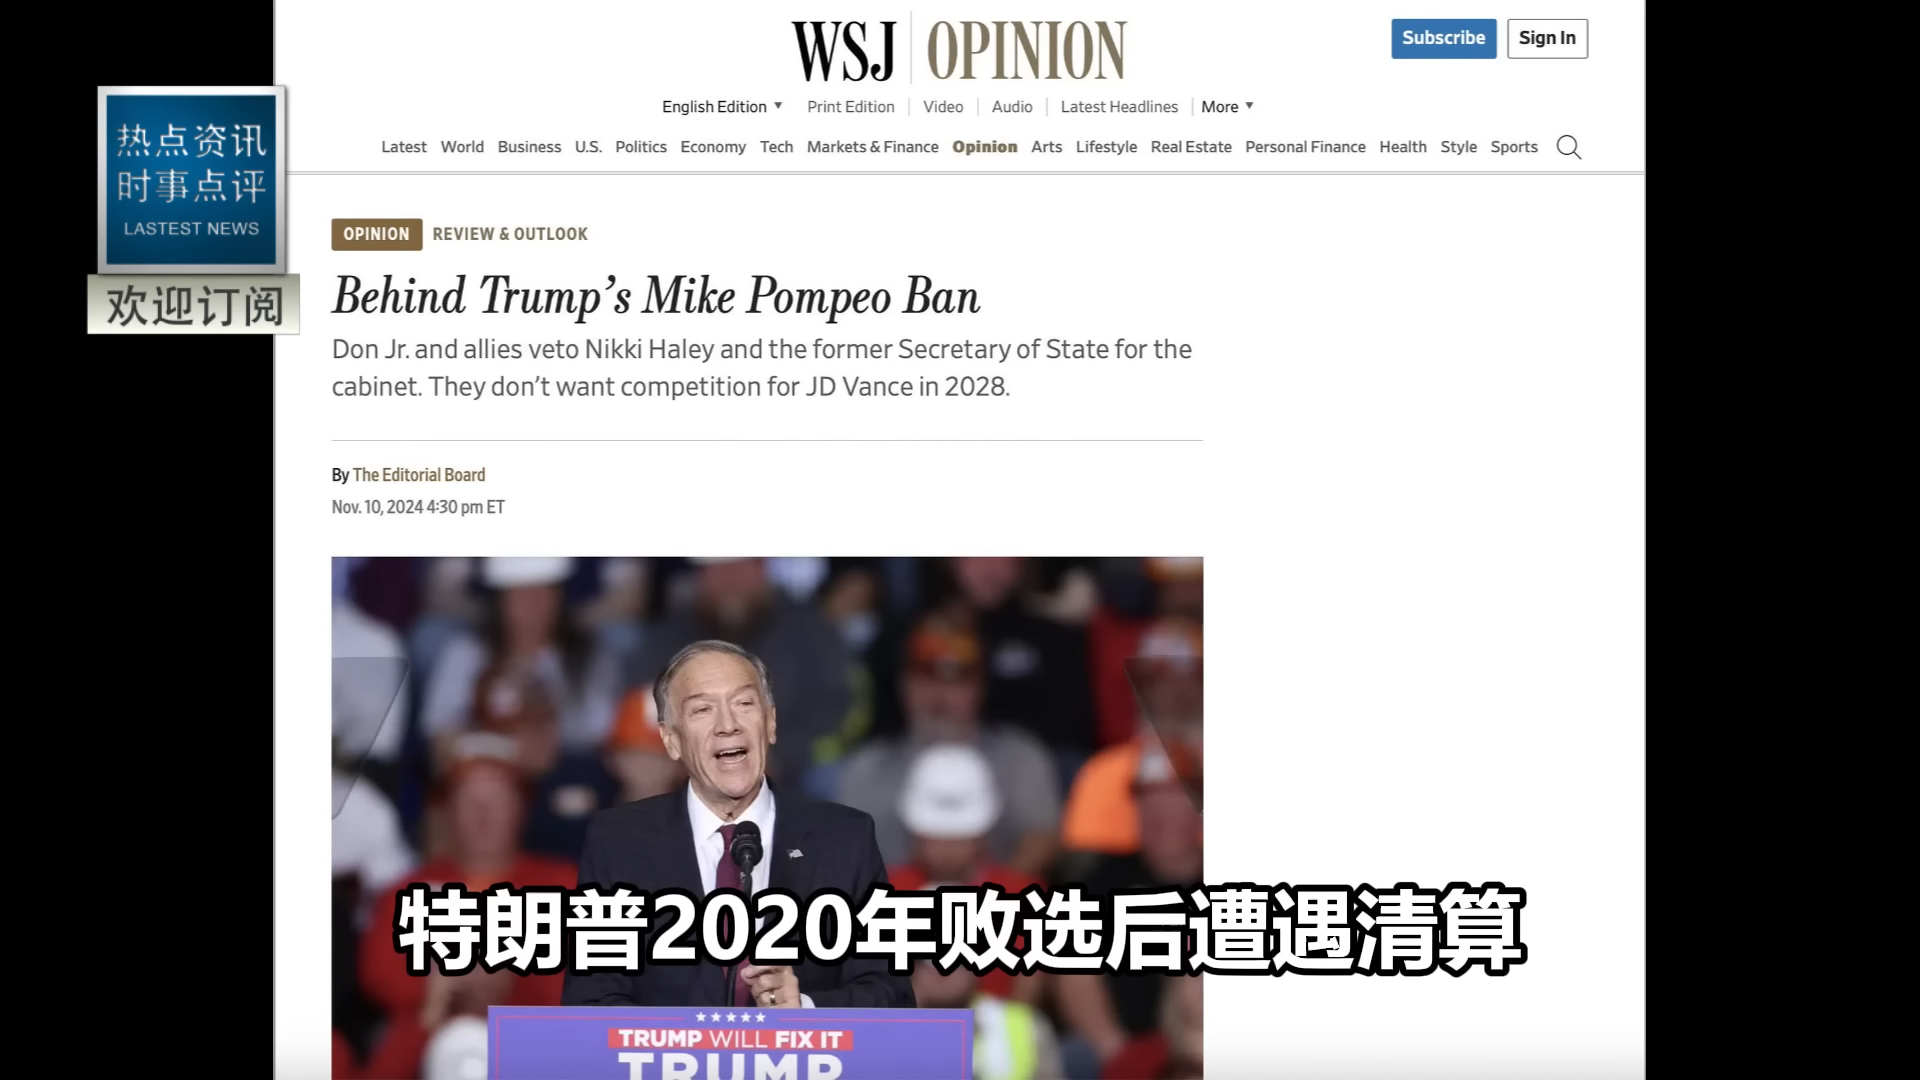 WSJ OPINION
Subscribe
Sign In
English Edition Print Edition Video Audio Latest Headlines More
Latest World Business U.S. Politics Economy Tech Markets & Finance Opinion Arts Lifestyle Real Estate Personal Finance Health Style Sports
热点资讯
时事点评
LASTEST NEWS
欢迎订阅
OPINION REVIEW & OUTLOOK
Behind Trump's Mike Pompeo Ban
Don Jr. and allies veto Nikki Haley and the former Secretary of State for the
cabinet. They don't want competition for JD Vance in 2028.
By The Editorial Board
Nov. 10, 2024 4:30 pm ET
特朗普2020年败选后遭遇清算
TRUMP WILL FIX IT
TRUMP